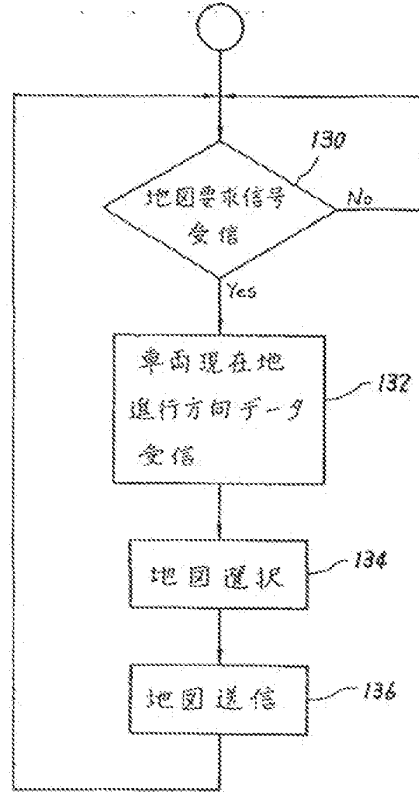 130
地図要求信号
受信
No
Yes
車両現在地
進行方向データ
受信
132
地図選択
134
地図送信
136